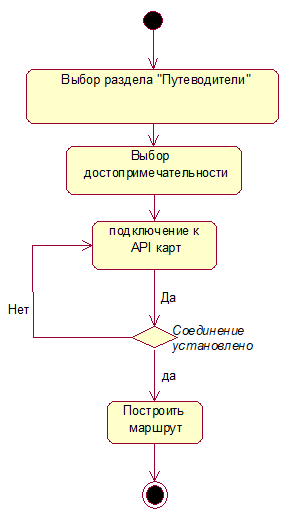 Выбор раздела "Путеводители"
Выбор
достопримечательности
подключение к
API карт
Да
Нет
Соединение
установлено
да
Построить
маршрут